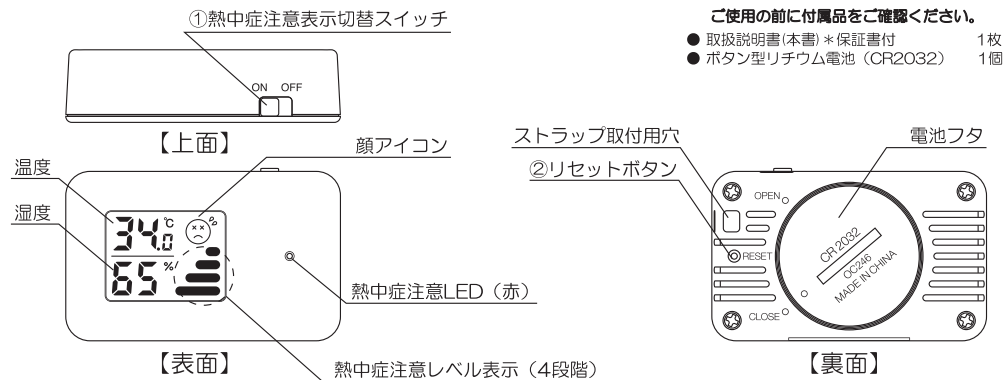 ①熱中症注意表示切替スイッチ
ON OFF
【上面】
ご使用の前に付属品をご確認ください。
● 取扱説明書(本書)＊保証書付 1枚
● ボタン型リチウム電池（CR2032） 1個
温度
湿度
顔アイコン
34.0 ℃
65 %
熱中症注意LED（赤）
熱中症注意レベル表示（4段階）
【表面】
ストラップ取付用穴
②リセットボタン
電池フタ
OPEN
RESET
CLOSE
CR2032
OC246
MADE IN CHINA
【裏面】